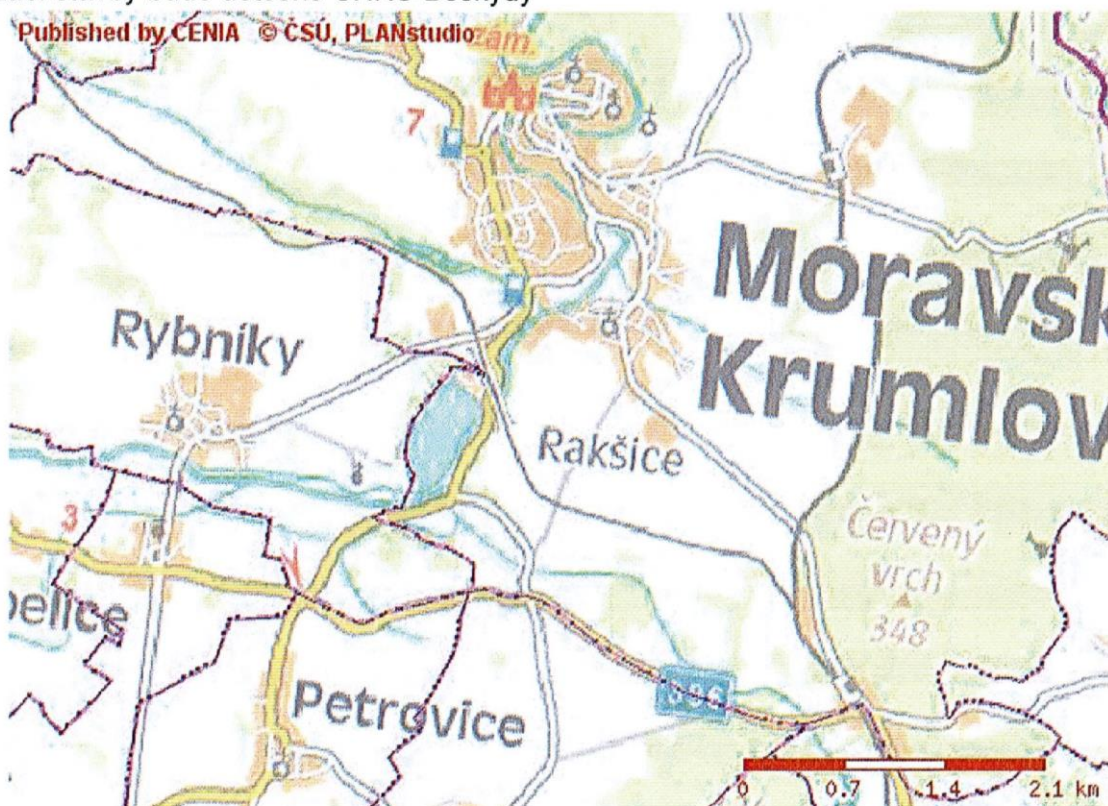 Published by CENIA © ČSÚ, PLANstudio
zám.
7
Moravsk
Krumlov
Rybníky
Rakšice
Červený
vrch
348
3
Petrovice
0 0.7 1.4 2.1 km